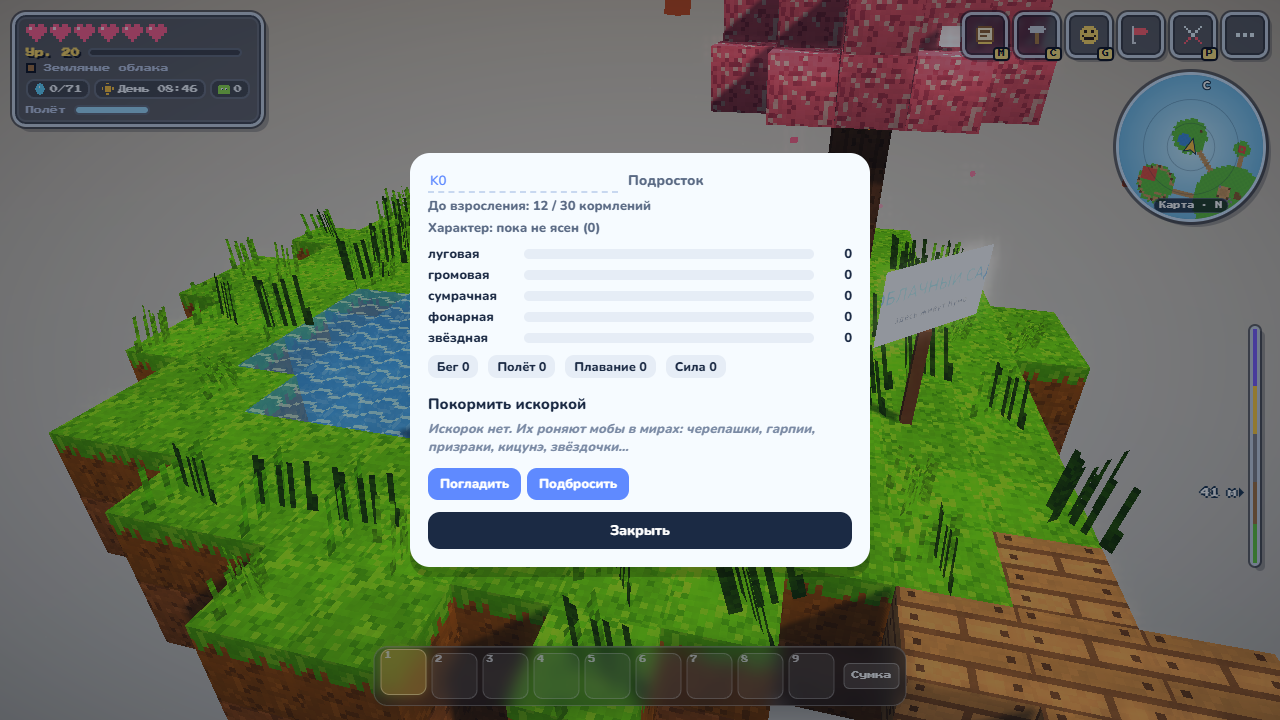 Ур. 20
Земляные облака
0/71 День 08:46 0
Полёт
H C G P
С
Карта · N
K0 Подросток
До взросления: 12 / 30 кормлений
Характер: пока не ясен (0)
луговая 0
громовая 0
сумрачная 0
фонарная 0
звёздная 0
Бег 0 Полёт 0 Плавание 0 Сила 0
Покормить искоркой
Искорок нет. Их роняют мобы в мирах: черепашки, гарпии,
призраки, кицунэ, звёздочки...
Погладить Подбросить
Закрыть
ОБЛАЧНЫЙ СА
41
1 2 3 4 5 6 7 8 9 Сумка